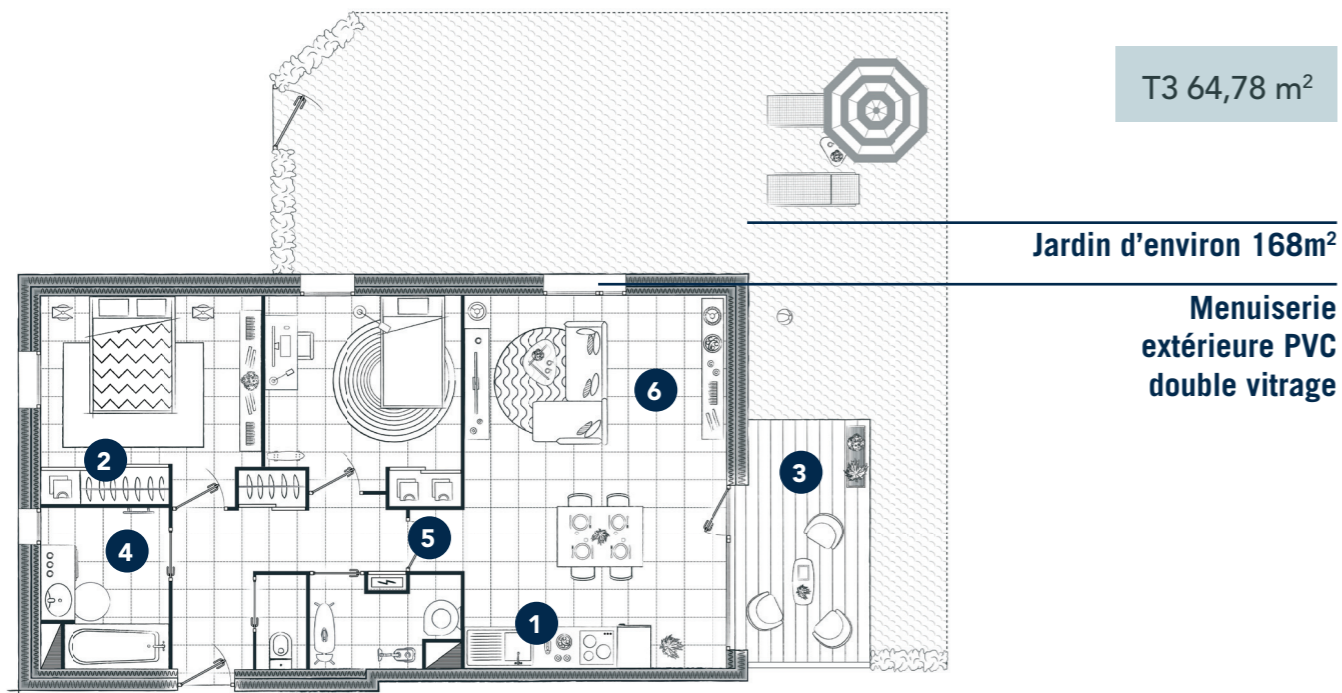 T3 64,78 m²
Jardin d'environ 168m²
Menuiserie
extérieure PVC
double vitrage
6
2
3
5
4
1